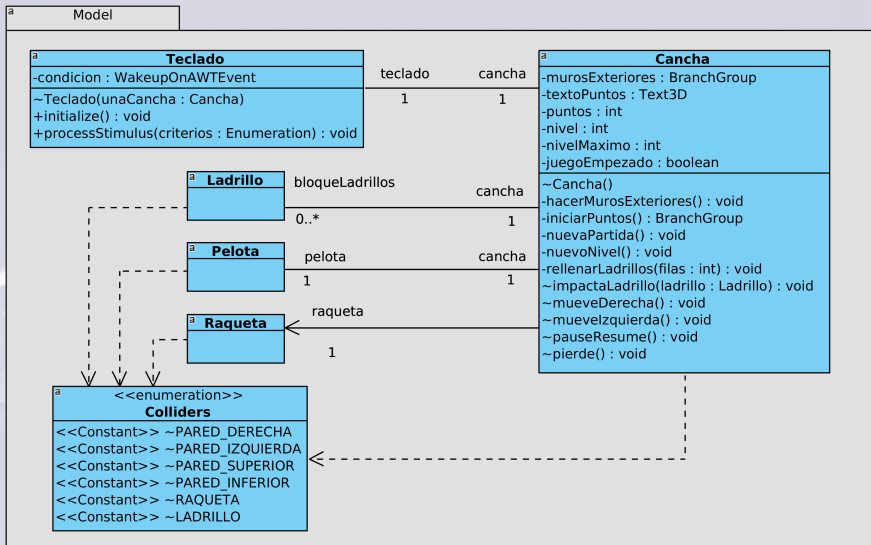 a
Model
a
Teclado
-condicion : WakeupOnAWTEvent
~Teclado(unaCancha : Cancha)
+initialize() : void
+processStimulus(criterios : Enumeration) : void
teclado
cancha
1
1
a
Cancha
-murosExteriores : BranchGroup
-textoPuntos : Text3D
-puntos : int
-nivel : int
-nivelMaximo : int
-juegoEmpezado : boolean
~Cancha()
-hacerMurosExteriores() : void
-iniciarPuntos() : BranchGroup
-nuevaPartida() : void
-nuevoNivel() : void
-rellenarLadrillos(filas : int) : void
~impactaLadrillo(ladrillo : Ladrillo) : void
~mueveDerecha() : void
~mueveIzquierda() : void
~pauseResume() : void
~pierde() : void
a
Ladrillo
bloqueLadrillos
cancha
0..*
1
a
Pelota
pelota
cancha
1
1
a
Raqueta
raqueta
1
a
<<enumeration>>
Colliders
<<Constant>> ~PARED_DERECHA
<<Constant>> ~PARED_IZQUIERDA
<<Constant>> ~PARED_SUPERIOR
<<Constant>> ~PARED_INFERIOR
<<Constant>> ~RAQUETA
<<Constant>> ~LADRILLO